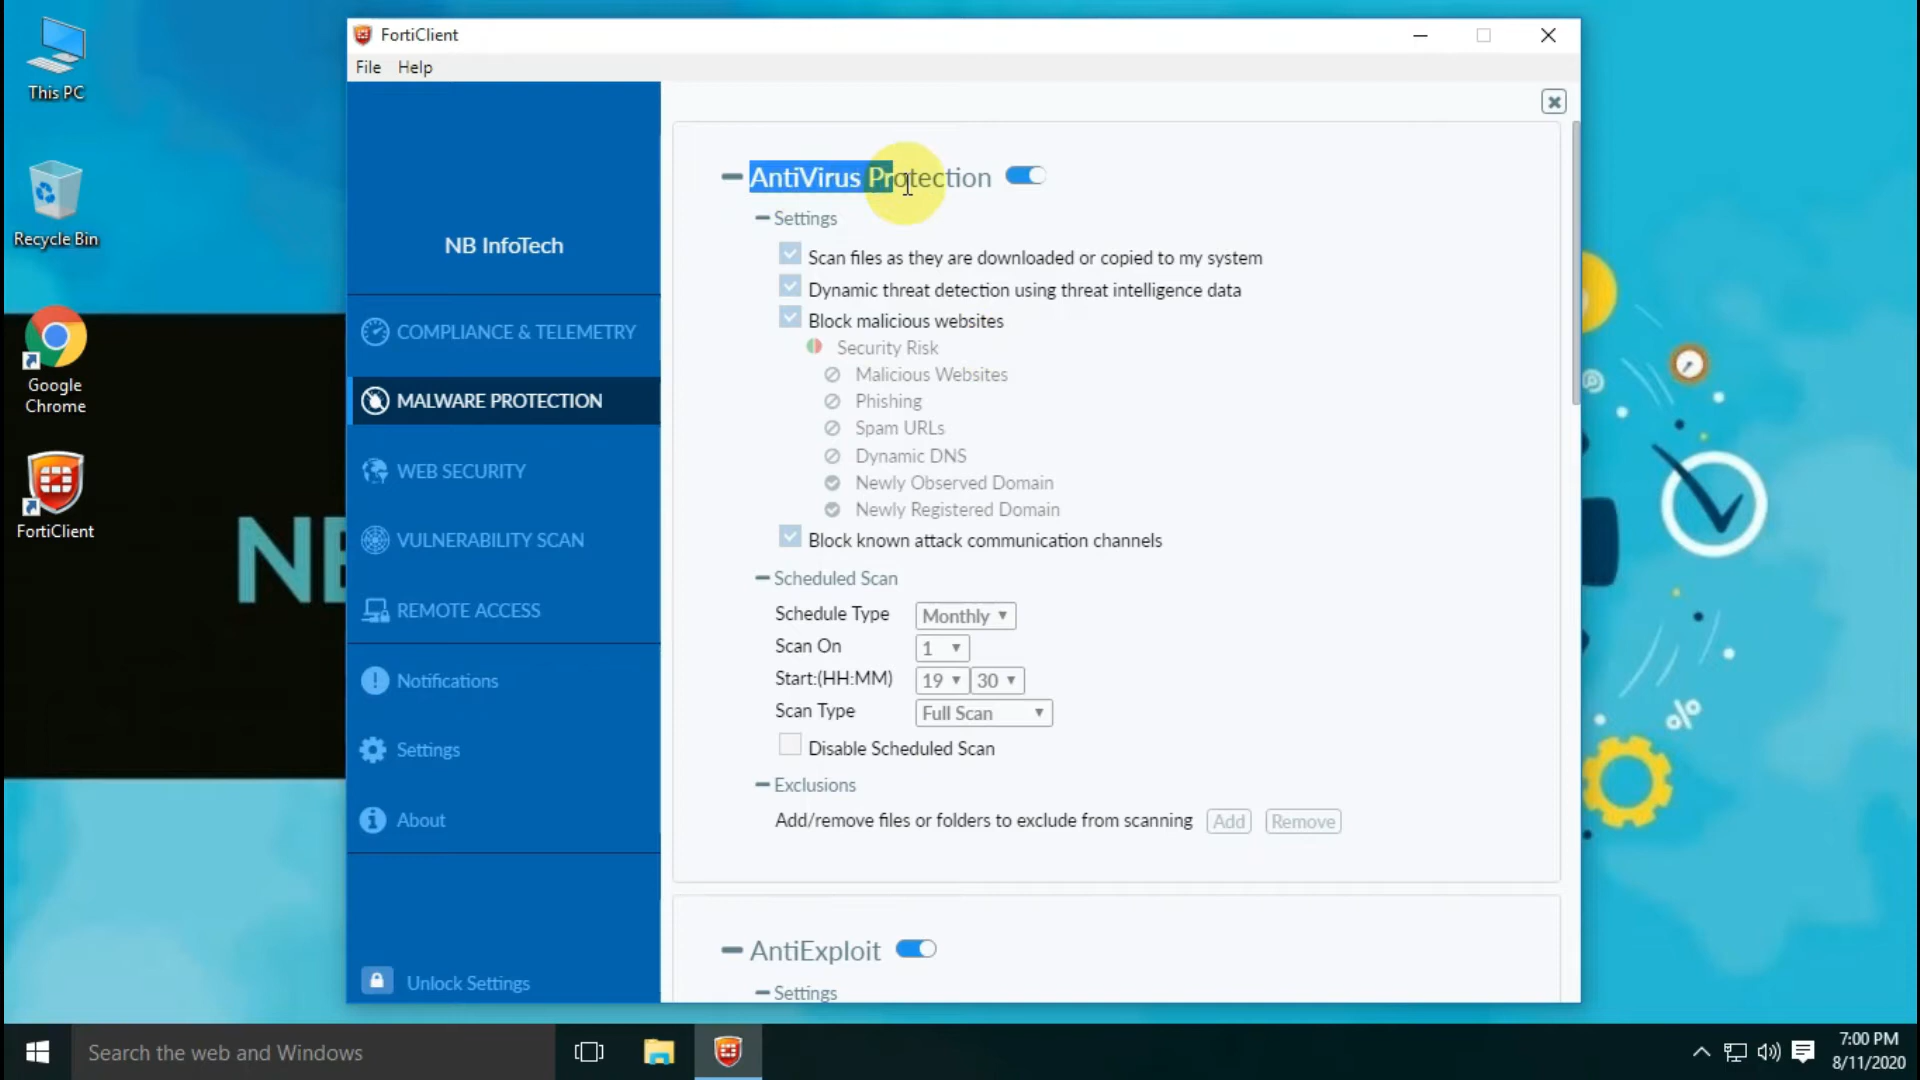 FortiClient
File Help
This PC
Recycle Bin
Google
Chrome
FortiClient
NB
NB InfoTech
COMPLIANCE & TELEMETRY
MALWARE PROTECTION
WEB SECURITY
VULNERABILITY SCAN
REMOTE ACCESS
Notifications
Settings
About
Unlock Settings
AntiVirus Protection
Settings
Scan files as they are downloaded or copied to my system
Dynamic threat detection using threat intelligence data
Block malicious websites
Security Risk
Malicious Websites
Phishing
Spam URLs
Dynamic DNS
Newly Observed Domain
Newly Registered Domain
Block known attack communication channels
Scheduled Scan
Schedule Type Monthly
Scan On 1
Start:(HH:MM) 19 30
Scan Type Full Scan
Disable Scheduled Scan
Exclusions
Add/remove files or folders to exclude from scanning Add Remove
AntiExploit
Settings
%
Search the web and Windows
7:00 PM
8/11/2020